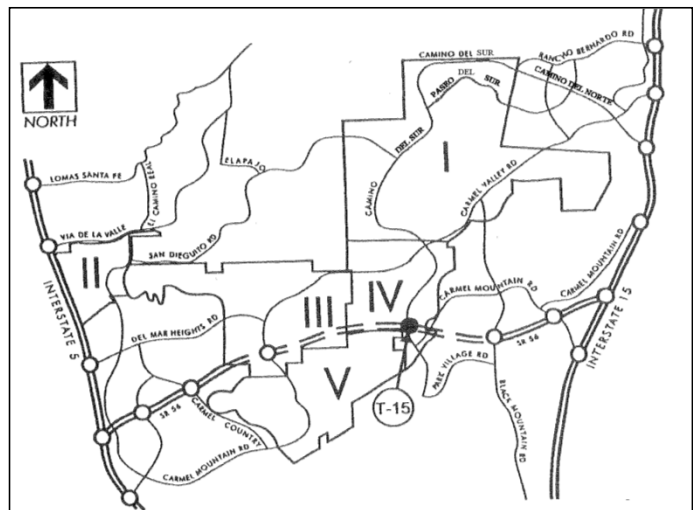 NORTH
CAMINO DEL SUR
RANCHO BERNARDO RD
PASEO DEL SUR
CAMINO DEL NORTE
LOMAS SANTA FE
EL CAMINO REAL
EL APAJO
DEL SUR
CAMINO
I
CARMEL VALLEY RD
VIA DE LA VALLE
SAN DIEGUITO RD
II
INTERSTATE 5
III
IV
CARMEL MOUNTAIN RD
CARMEL MOUNTAIN RD
INTERSTATE 15
DEL MAR HEIGHTS RD
SR 56
V
PARK VILLAGE RD
T-15
BLACK MOUNTAIN RD
SR 56
CARMEL COUNTRY
CARMEL MOUNTAIN RD